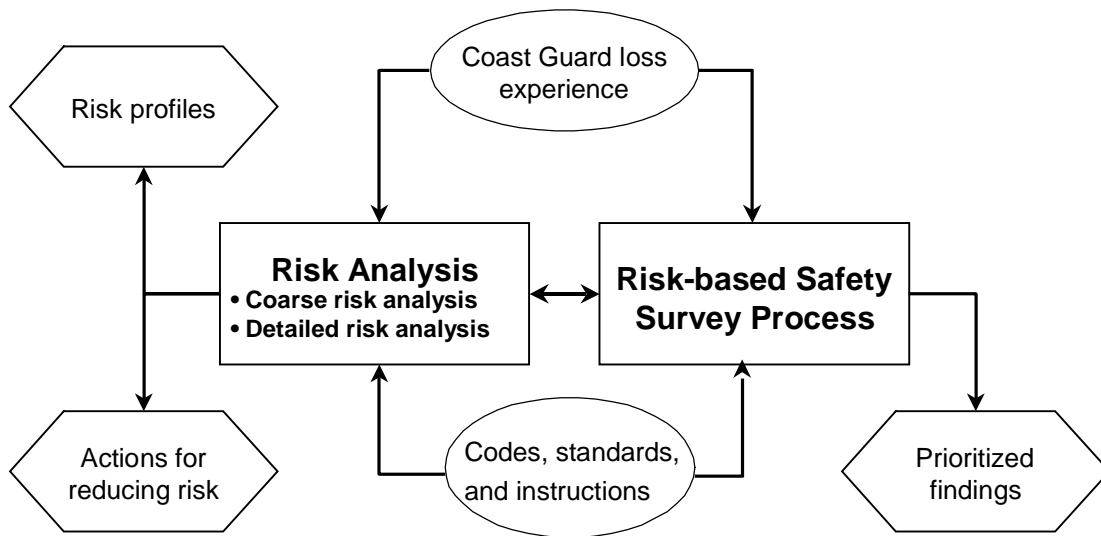 Coast Guard loss
experience
Risk profiles
Risk Analysis
• Coarse risk analysis
• Detailed risk analysis
Risk-based Safety
Survey Process
Actions for
reducing risk
Codes, standards,
and instructions
Prioritized
findings